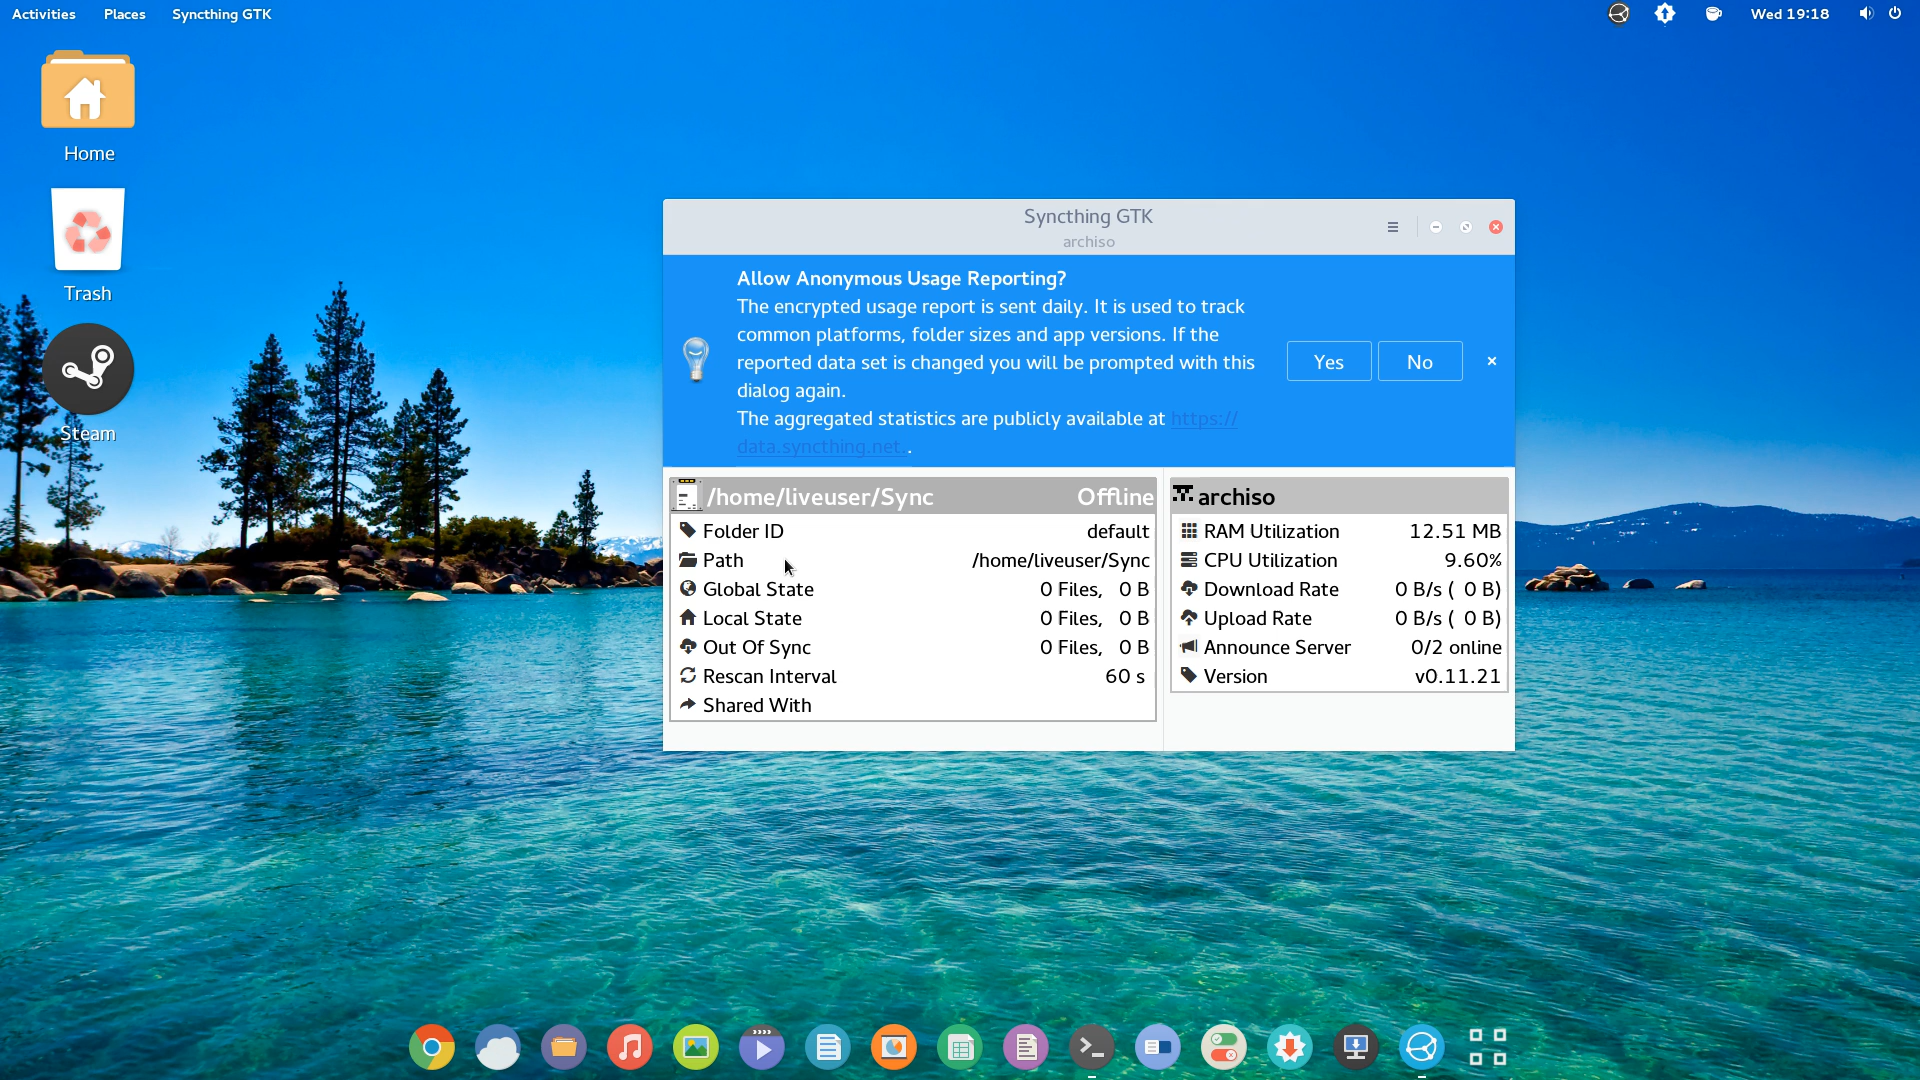 Activities Places Syncthing GTK Wed 19:18
Home
Trash
Steam
Syncthing GTK
archiso
Allow Anonymous Usage Reporting?
The encrypted usage report is sent daily. It is used to track
common platforms, folder sizes and app versions. If the
reported data set is changed you will be prompted with this
dialog again.
The aggregated statistics are publicly available at https://
data.syncthing.net .
Yes No
/home/liveuser/Sync Offline
Folder ID default
Path /home/liveuser/Sync
Global State 0 Files, 0 B
Local State 0 Files, 0 B
Out Of Sync 0 Files, 0 B
Rescan Interval 60 s
Shared With
archiso
RAM Utilization 12.51 MB
CPU Utilization 9.60%
Download Rate 0 B/s ( 0 B)
Upload Rate 0 B/s ( 0 B)
Announce Server 0/2 online
Version v0.11.21